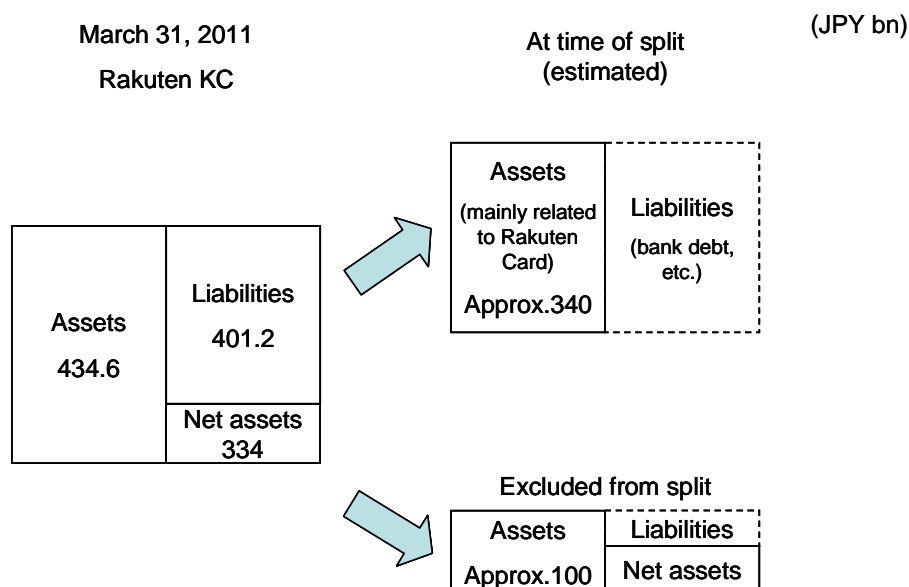 March 31, 2011
Rakuten KC
At time of split
(estimated)
(JPY bn)
Assets
434.6
Liabilities
401.2
Net assets
334
Assets
(mainly related
to Rakuten
Card)
Approx.340
Liabilities
(bank debt,
etc.)
Excluded from split
Assets
Approx.100
Liabilities
Net assets